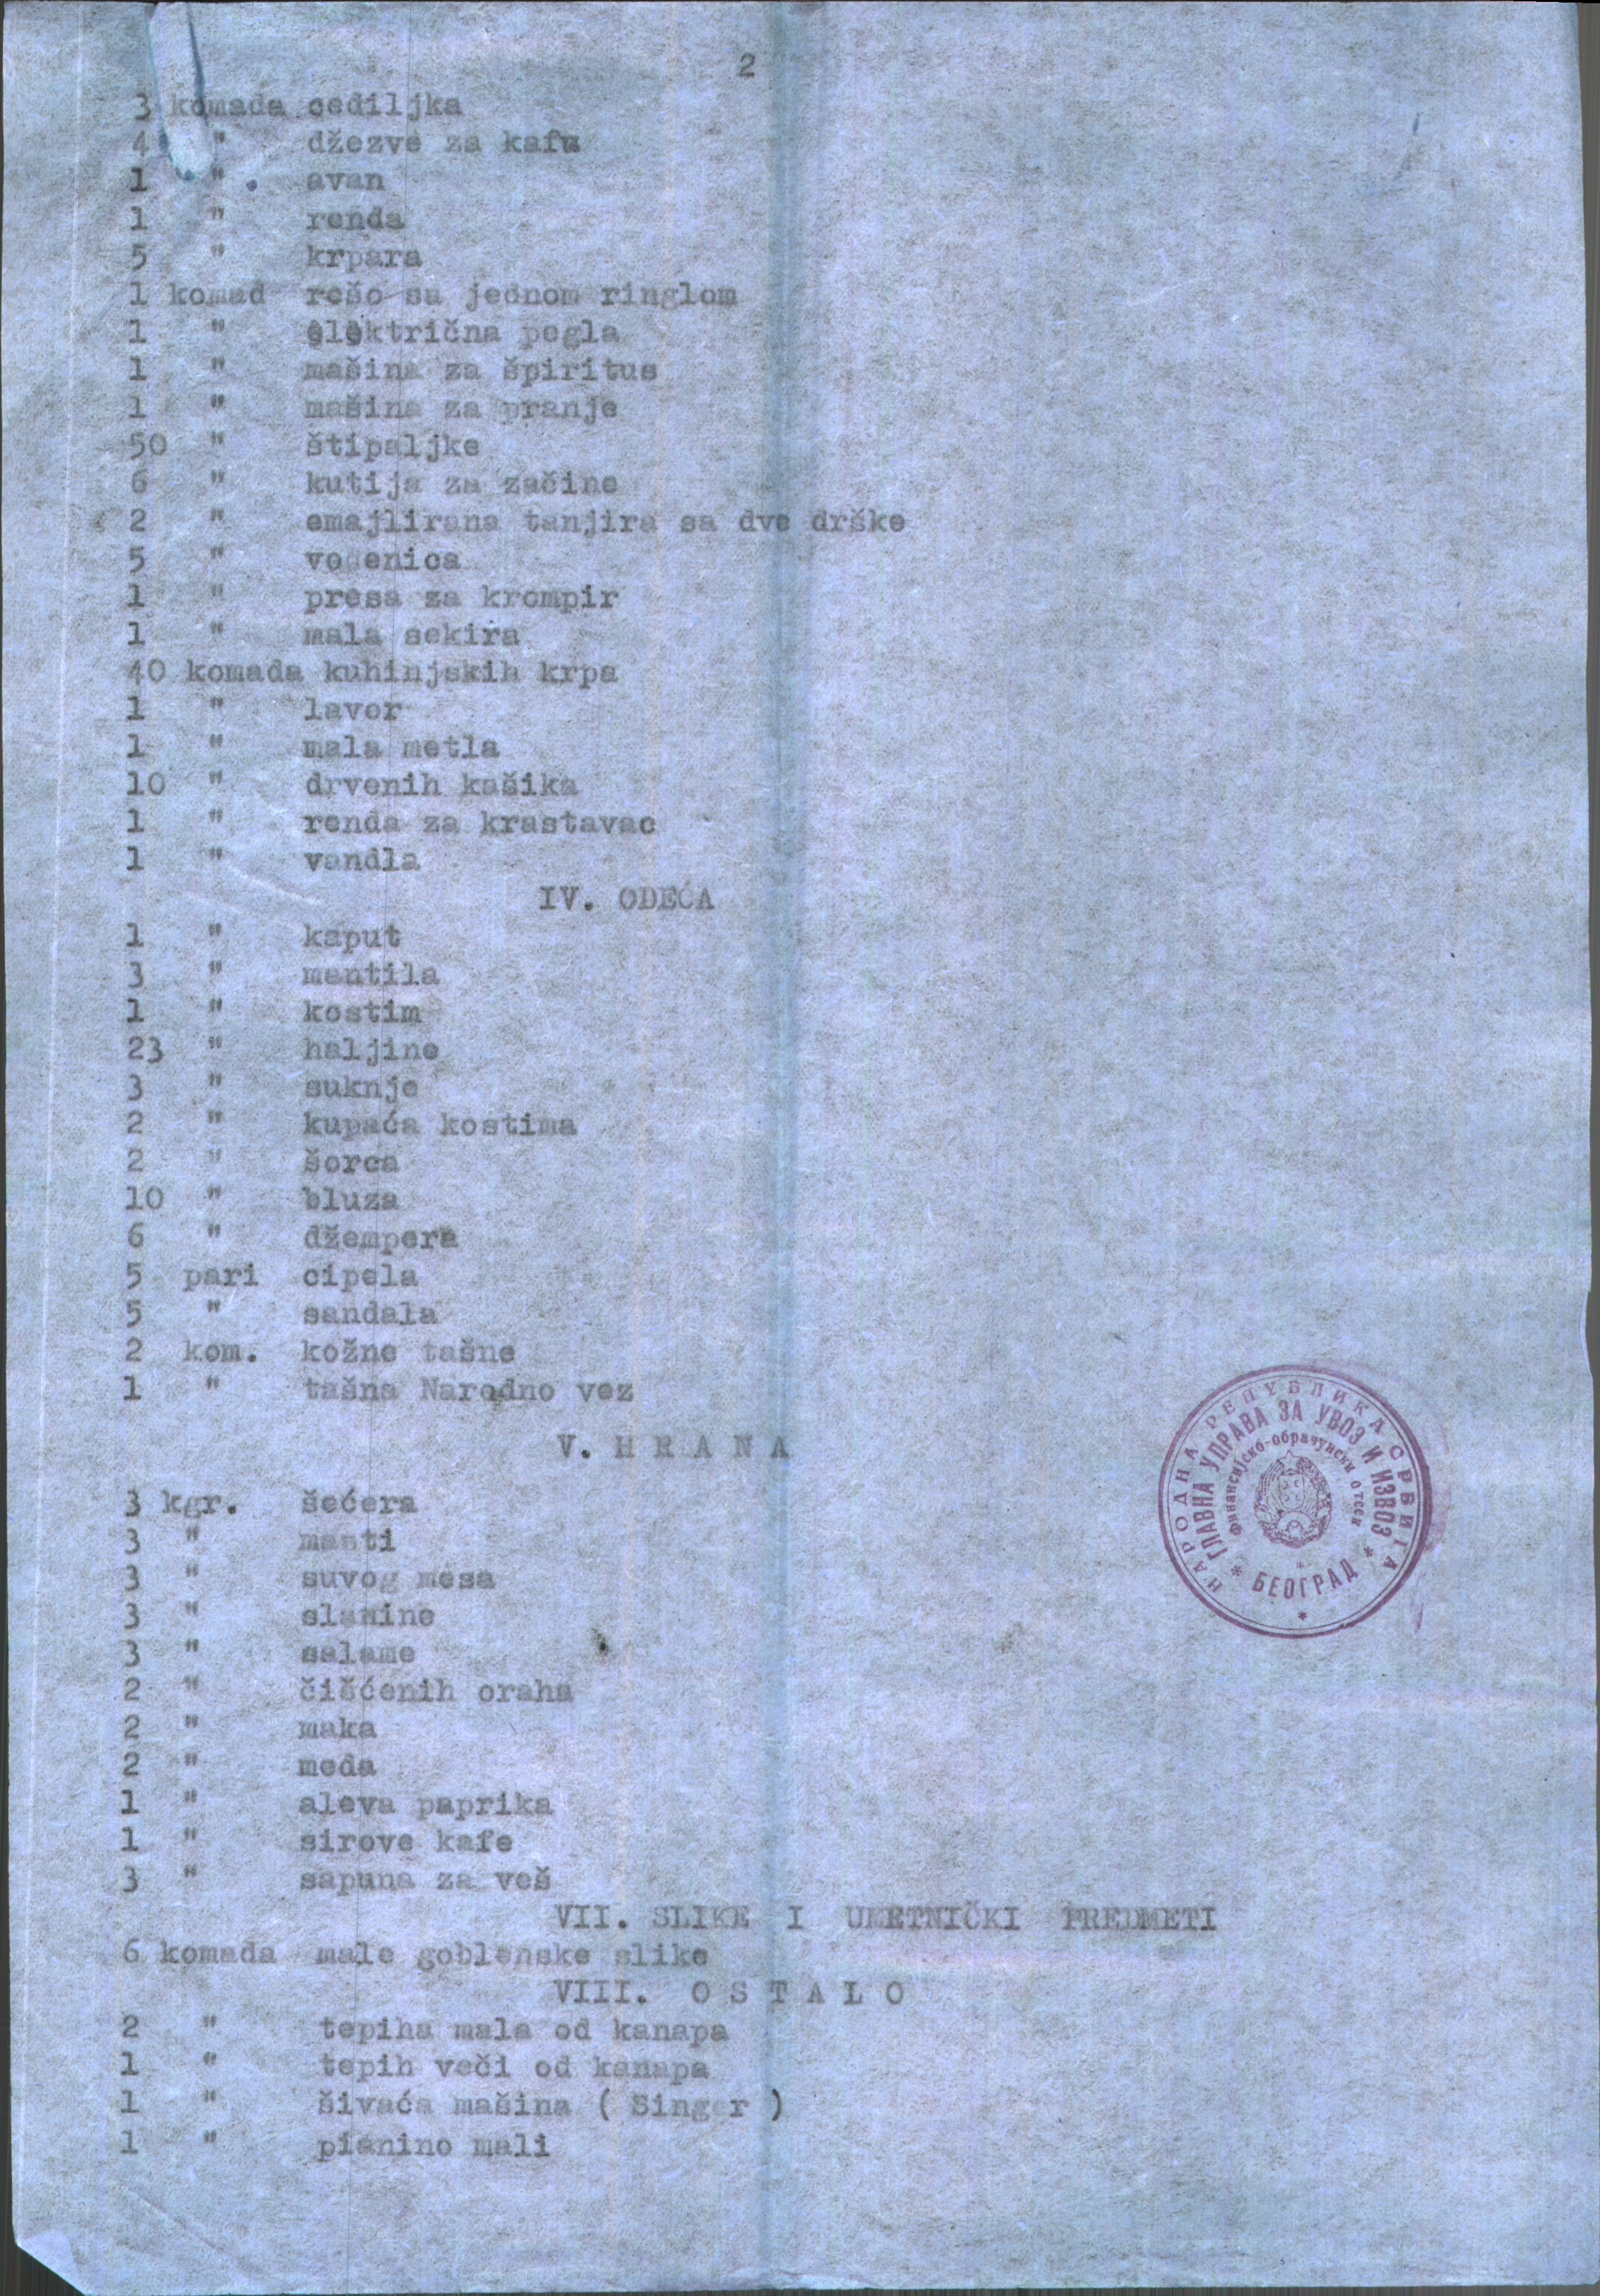 2
3 komada cediljka
4 " džezve za kafu
1 " avan
1 " renda
5 " krpara
1 komad rešo sa jednom ringlom
1 " električna pegla
1 " mašina za špiritus
1 " mašina za pranje
50 " štipaljke
6 " kutija za začine
2 " emajlirana tanjira sa dve drške
5 " vodenica
1 " presa za krompir
1 " mala sekira
40 komada kuhinjskih krpa
1 " lavor
1 " mala metla
10 " drvenih kašika
1 " renda za krastavac
1 " vandla
IV. ODEĆA
1 " kaput
3 " mantila
1 " kostim
23 " haljine
3 " suknje
2 " kupaća kostima
2 " šorca
10 " bluza
6 " džempera
5 pari cipela
5 " sandala
2 kom. kožne tašne
1 " tašna Narodno vez
V. H R A N A
3 kgr. šećera
3 " masti
3 " suvog mesa
3 " slanine
3 " salame
2 " čišćenih oraha
2 " maka
2 " meda
1 " aleva paprika
1 " sirove kafe
3 " sapuna za veš
VII. SLIKE I UMETNIČKI PREDMETI
6 komada male goblenske slike
VIII. O S T A L O
2 " tepiha mala od kanapa
1 " tepih veči od kanapa
1 " šivaća mašina ( Singer )
1 " pianino mali
НАРОДНА РЕПУБЛИКА СРБИЈА
ГЛАВНА УПРАВА ЗА УВОЗ И ИЗВОЗ
Финансијско-обрачунски отсек
* БЕОГРАД *